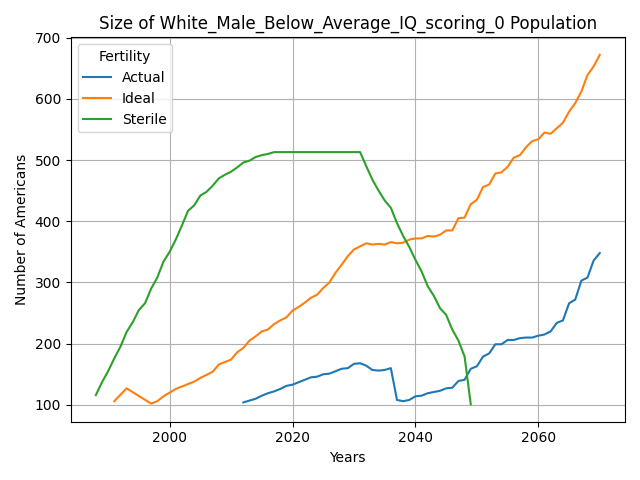 Size of White_Male_Below_Average_IQ_scoring_0 Population
Fertility
Actual
Ideal
Sterile
Number of Americans
700
600
500
400
300
200
100
2000
2020
2040
2060
Years